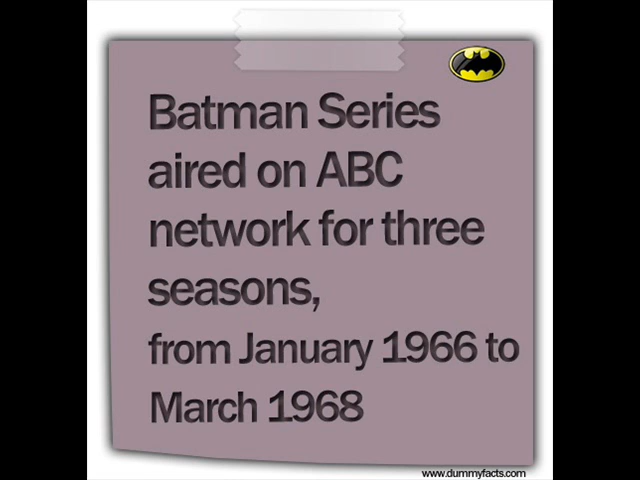 Batman Series
aired on ABC
network for three
seasons,
from January 1966 to
March 1968
www.dummyfacts.com